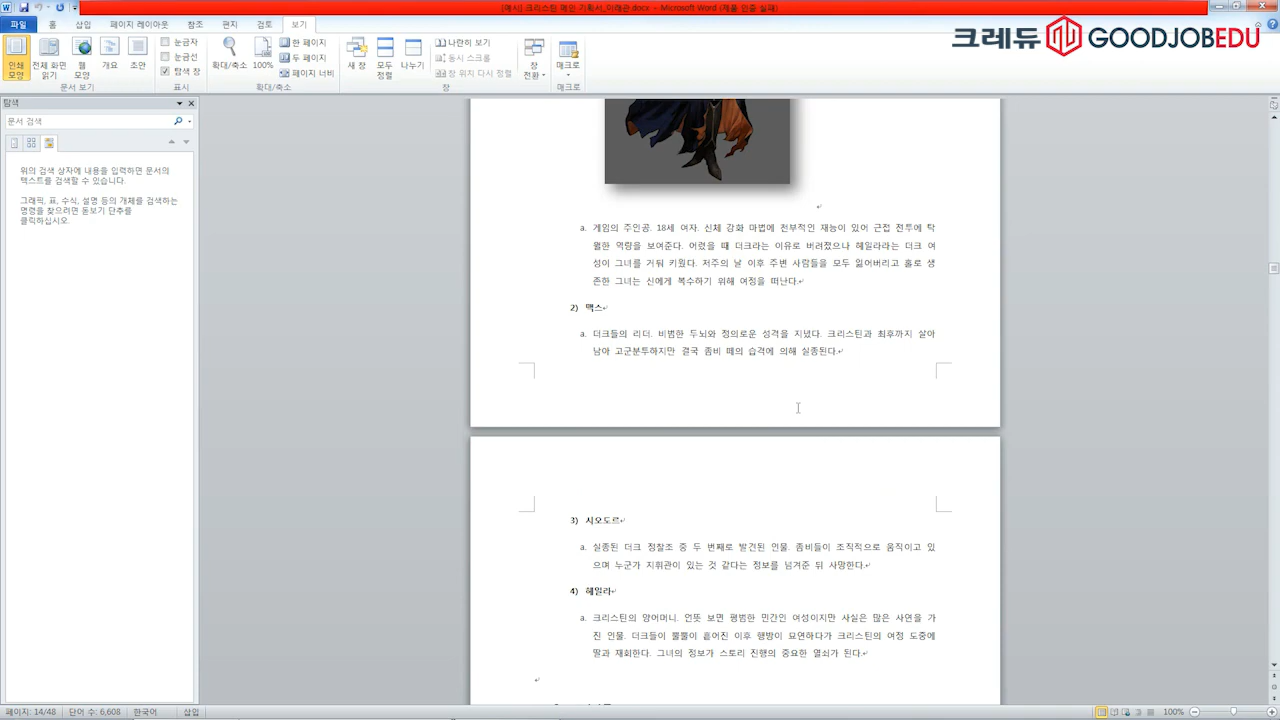 [예시] 크리스틴 메인 기획서_이래관.docx - Microsoft Word (제품 인증 실패)
파일 홈 삽입 페이지 레이아웃 참조 편지 검토 보기
크레듀 GOODJOBEDU
인쇄 모양
전체 화면 읽기
웹 모양
개요
초안
눈금자
눈금선
탐색 창
확대/축소
100%
한 페이지
두 페이지
페이지 너비
새 창
모두 정렬
나누기
나란히 보기
동시 스크롤
창 위치 다시 정렬
창 전환
매크로
문서 보기 표시 확대/축소 창 매크로
탐색
문서 검색
위의 검색 상자에 내용을 입력하면 문서의
텍스트를 검색할 수 있습니다.
그래픽, 표, 수식, 설명 등의 개체를 검색하는
명령을 찾으려면 돋보기 단추를
클릭하십시오.
a. 게임의 주인공. 18세 여자. 신체 강화 마법에 천부적인 재능이 있어 근접 전투에 탁
월한 역량을 보여준다. 어렸을 때 더크라는 이유로 버려졌으나 헤일라라는 더크 여
성이 그녀를 거둬 키웠다. 저주의 날 이후 주변 사람들을 모두 잃어버리고 홀로 생
존한 그녀는 신에게 복수하기 위해 여정을 떠난다.
2) 맥스
a. 더크들의 리더. 비범한 두뇌와 정의로운 성격을 지녔다. 크리스틴과 최후까지 살아
남아 고군분투하지만 결국 좀비 떼의 습격에 의해 실종된다.
3) 시오도르
a. 실종된 더크 정찰조 중 두 번째로 발견된 인물. 좀비들이 조직적으로 움직이고 있
으며 누군가 지휘관이 있는 것 같다는 정보를 넘겨준 뒤 사망한다.
4) 헤일라
a. 크리스틴의 양어머니. 언뜻 보면 평범한 민간인 여성이지만 사실은 많은 사연을 가
진 인물. 더크들이 뿔뿔이 흩어진 이후 행방이 묘연하다가 크리스틴의 여정 도중에
딸과 재회한다. 그녀의 정보가 스토리 진행의 중요한 열쇠가 된다.
페이지: 14/48 단어 수: 6,608 한국어 삽입 100%